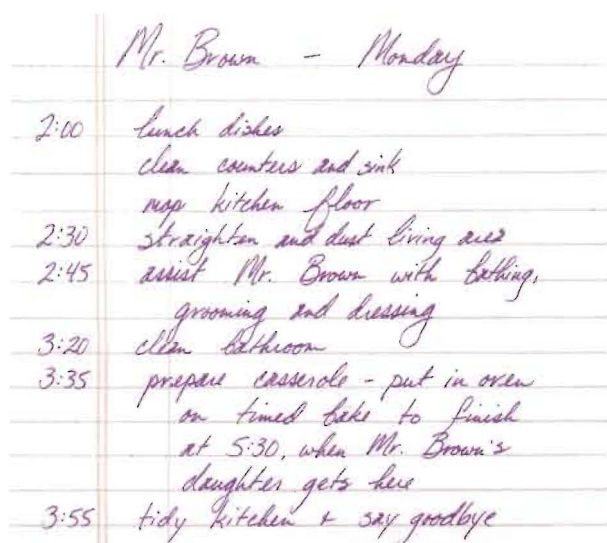 Mr. Brown - Monday
2:00 lunch dishes
clean counters and sink
mop kitchen floor
2:30 straighten and dust living area
2:45 assist Mr. Brown with bathing,
grooming and dressing
3:20 clean bathroom
3:35 prepare casserole - put in oven
on timed bake to finish
at 5:30, when Mr. Brown's
daughter gets here
3:55 tidy kitchen + say goodbye